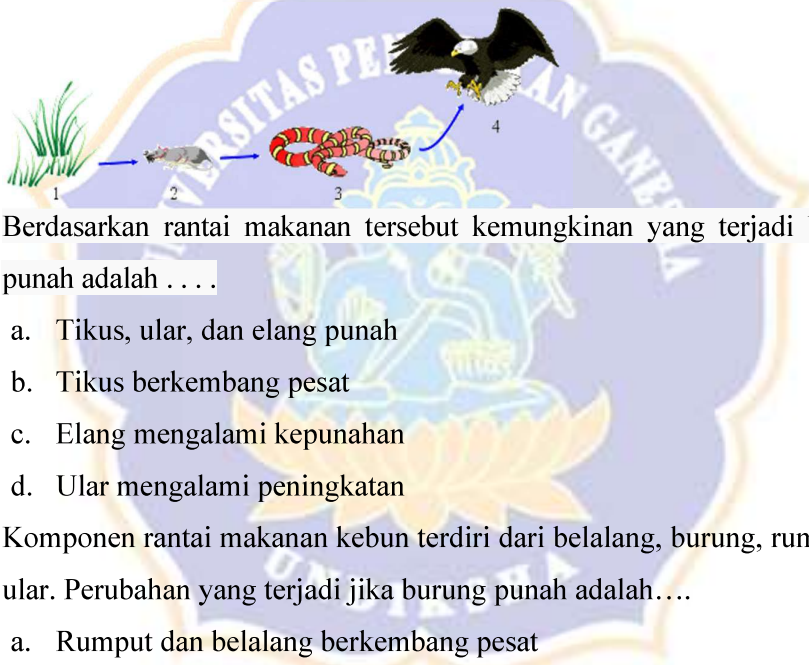 4
1 2 3
Berdasarkan rantai makanan tersebut kemungkinan yang terjadi
punah adalah . . . .
a. Tikus, ular, dan elang punah
b. Tikus berkembang pesat
c. Elang mengalami kepunahan
d. Ular mengalami peningkatan
Komponen rantai makanan kebun terdiri dari belalang, burung,
ular. Perubahan yang terjadi jika burung punah adalah….
a. Rumput dan belalang berkembang pesat
UNDIKSHA